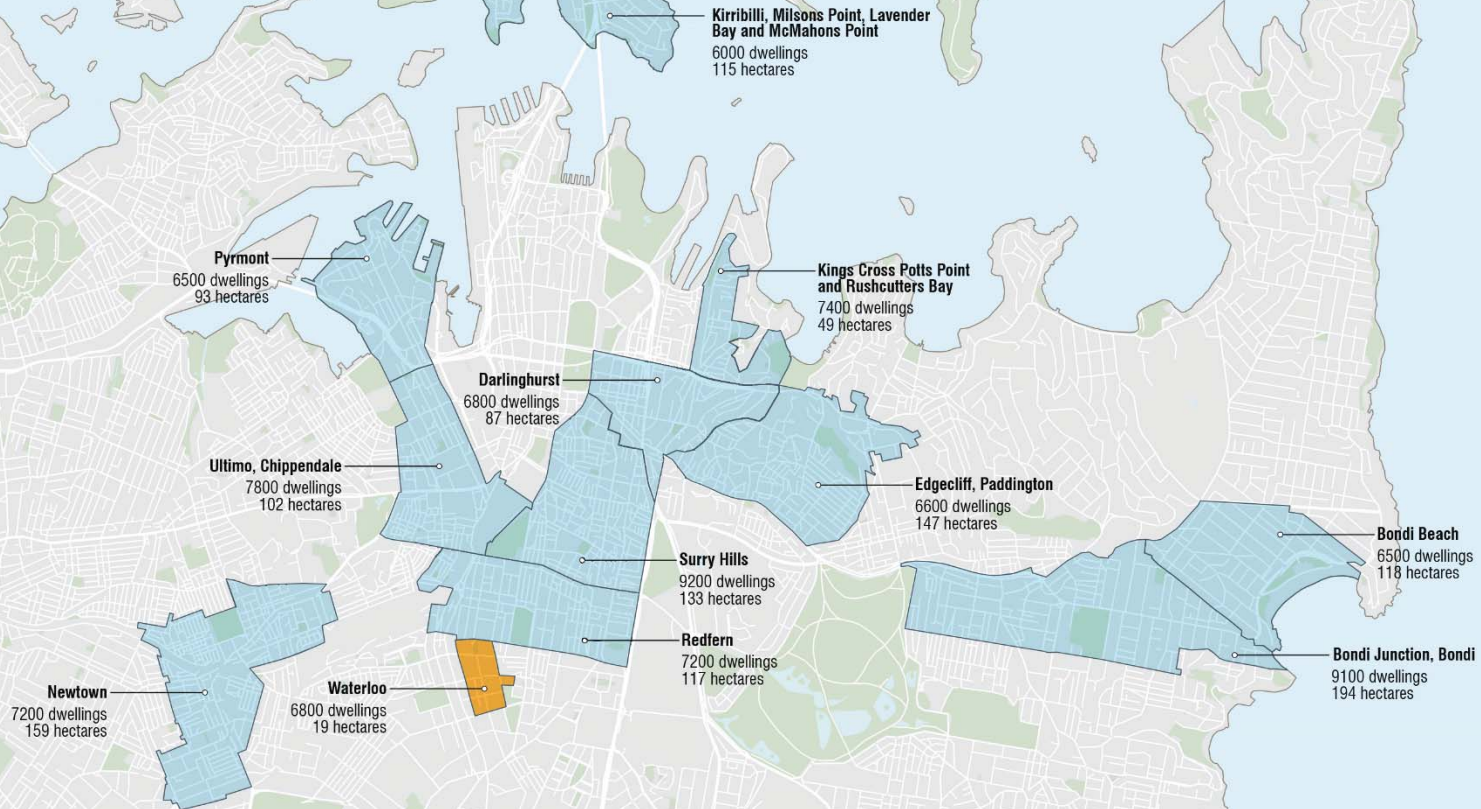 Kirribilli, Milsons Point, Lavender
Bay and McMahons Point
6000 dwellings
115 hectares
Pyrmont
6500 dwellings
93 hectares
Kings Cross Potts Point
and Rushcutters Bay
7400 dwellings
49 hectares
Darlinghurst
6800 dwellings
87 hectares
Ultimo, Chippendale
7800 dwellings
102 hectares
Edgecliff, Paddington
6600 dwellings
147 hectares
Bondi Beach
6500 dwellings
118 hectares
Surry Hills
9200 dwellings
133 hectares
Redfern
7200 dwellings
117 hectares
Bondi Junction, Bondi
9100 dwellings
194 hectares
Newtown
7200 dwellings
159 hectares
Waterloo
6800 dwellings
19 hectares